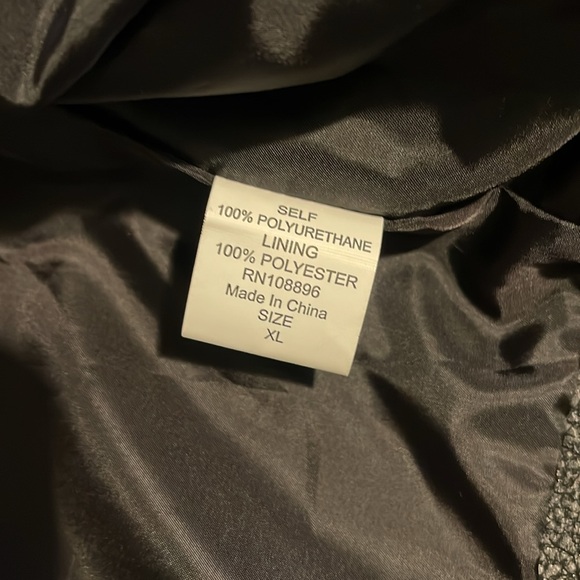 SELF
100% POLYURETHANE
LINING
100% POLYESTER
RN108896
Made In China
SIZE
XL